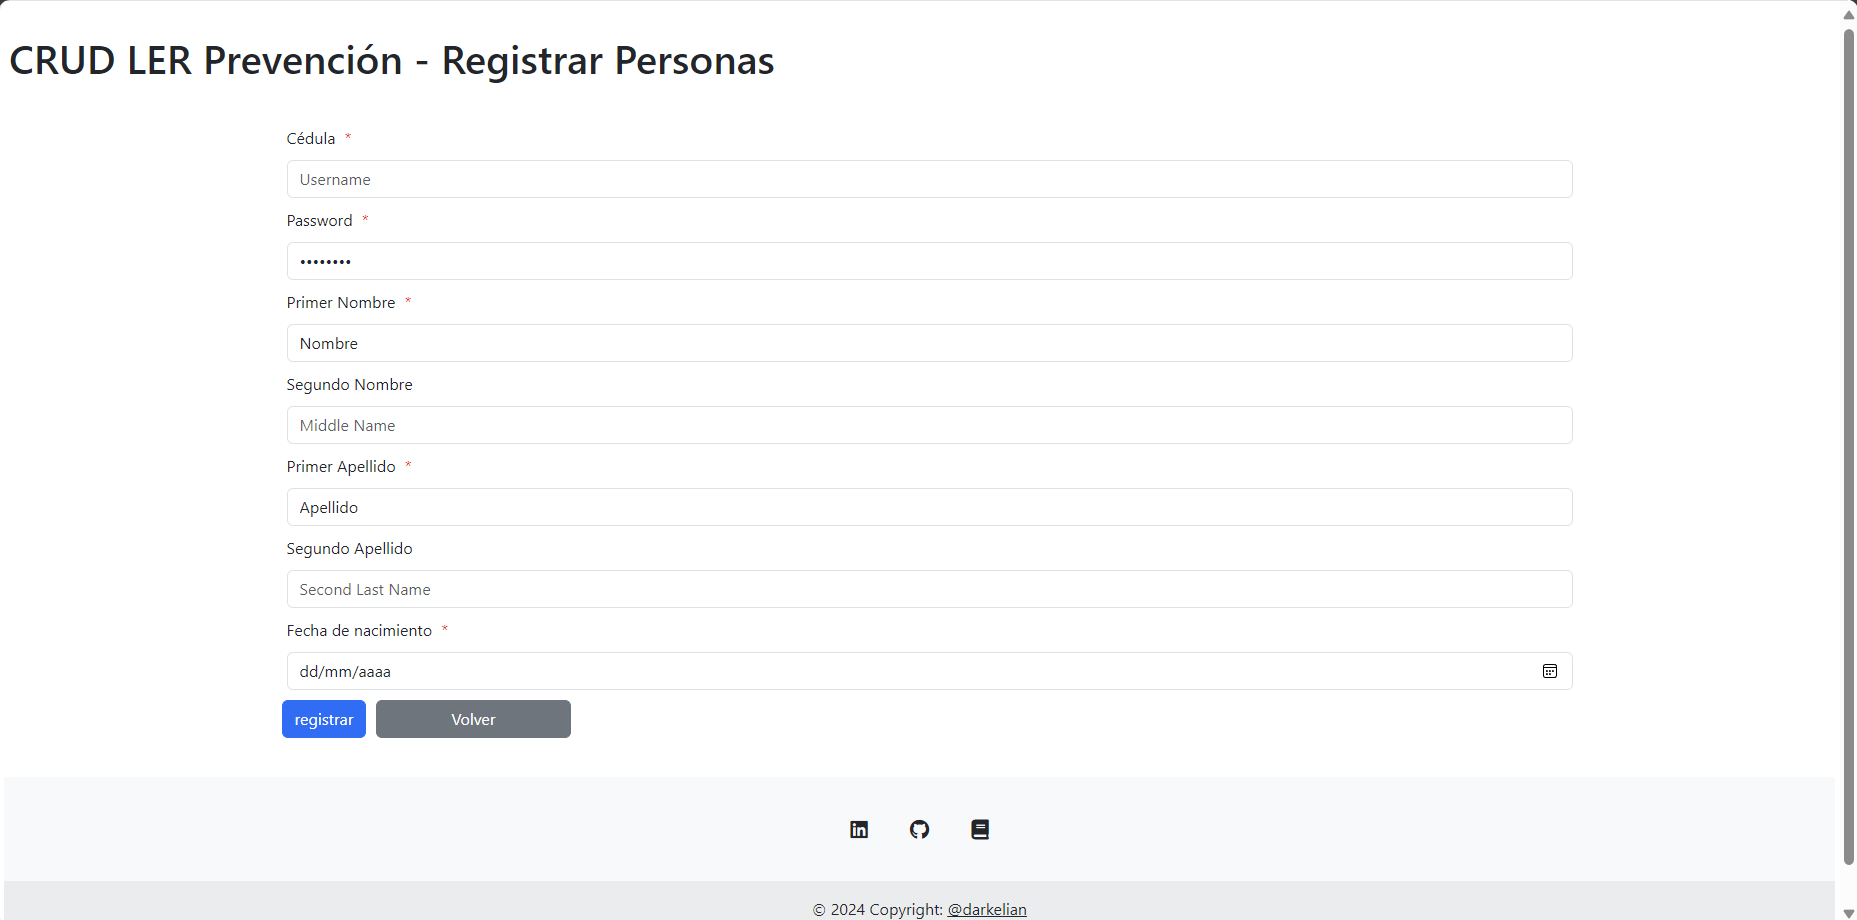 CRUD LER Prevención - Registrar Personas
Cédula *
Username
Password *
••••••••
Primer Nombre *
Nombre
Segundo Nombre
Middle Name
Primer Apellido *
Apellido
Segundo Apellido
Second Last Name
Fecha de nacimiento *
dd/mm/aaaa
registrar Volver
© 2024 Copyright: @darkelian